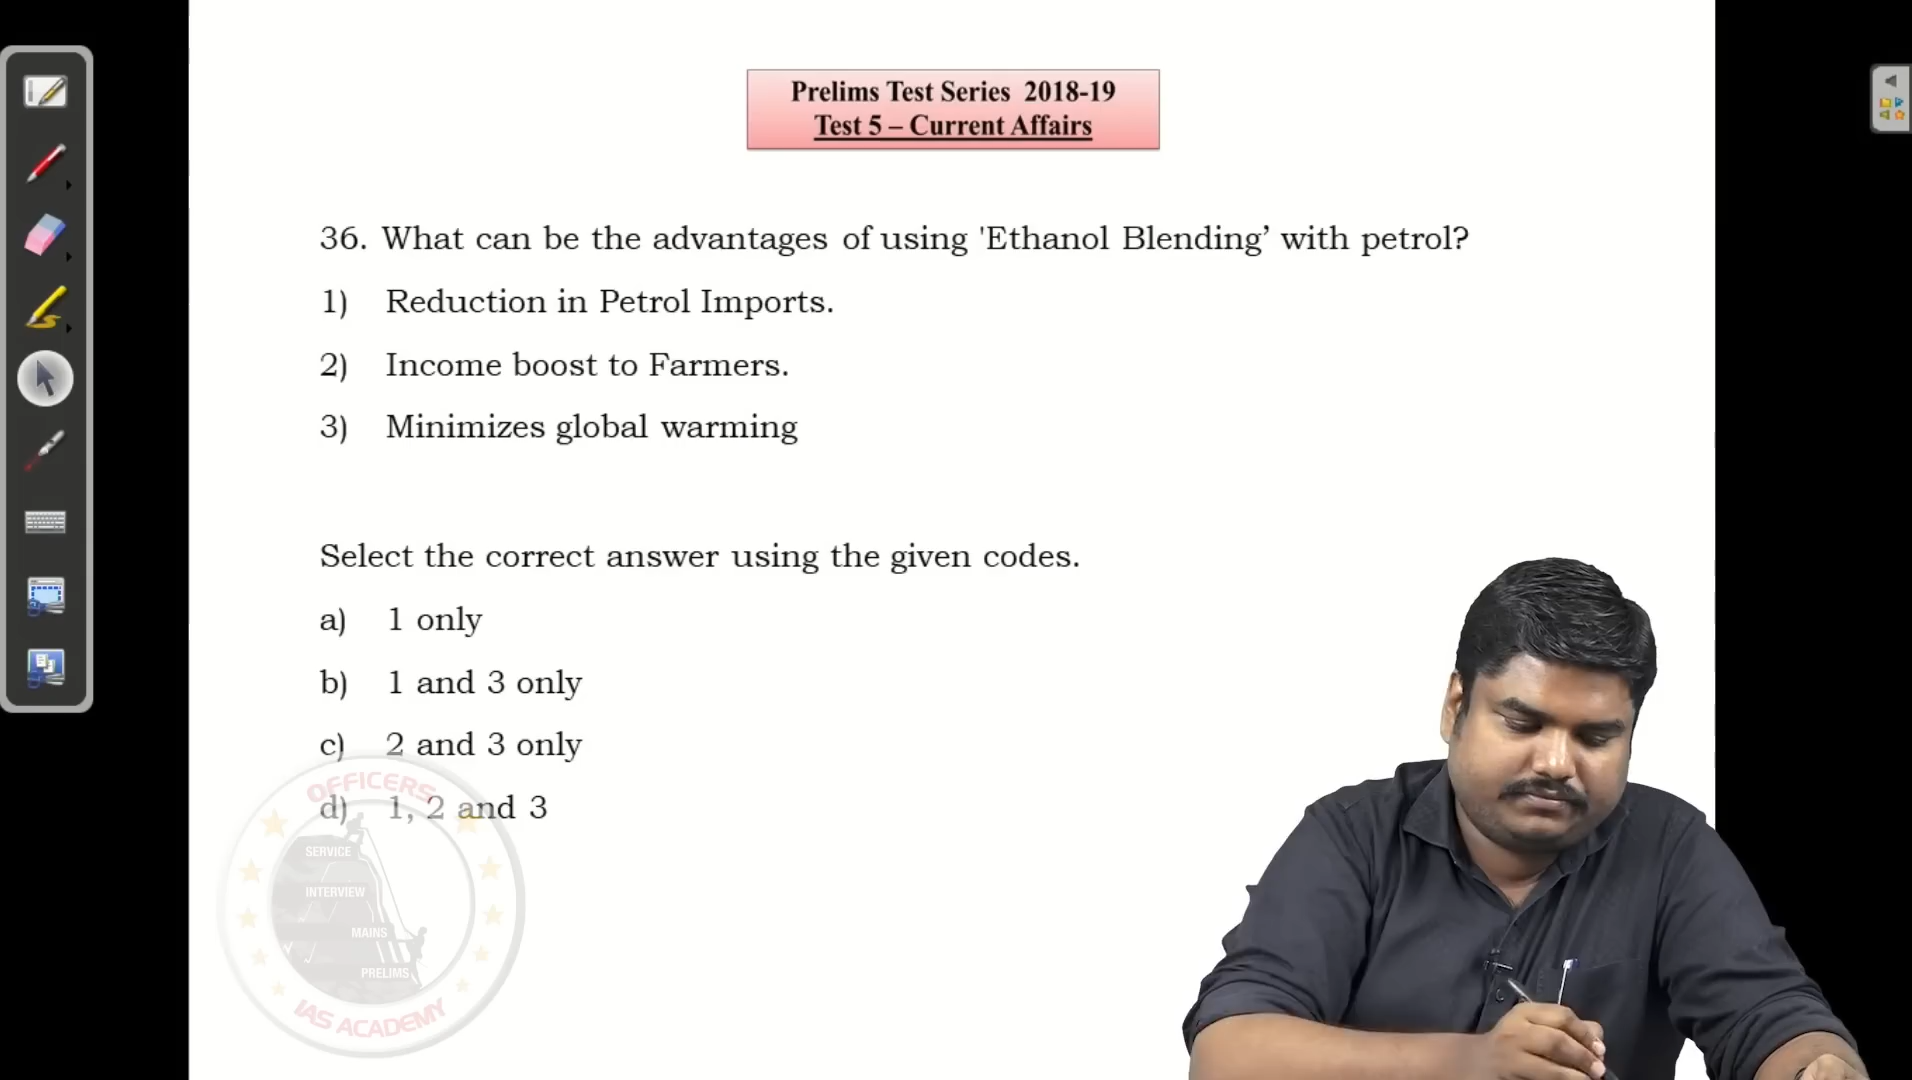 Prelims Test Series 2018-19
Test 5 – Current Affairs
36. What can be the advantages of using 'Ethanol Blending’ with petrol?
1) Reduction in Petrol Imports.
2) Income boost to Farmers.
3) Minimizes global warming
Select the correct answer using the given codes.
a) 1 only
b) 1 and 3 only
c) 2 and 3 only
d) 1, 2 and 3
OFFICERS
SERVICE
INTERVIEW
MAINS
PRELIMS
IAS ACADEMY